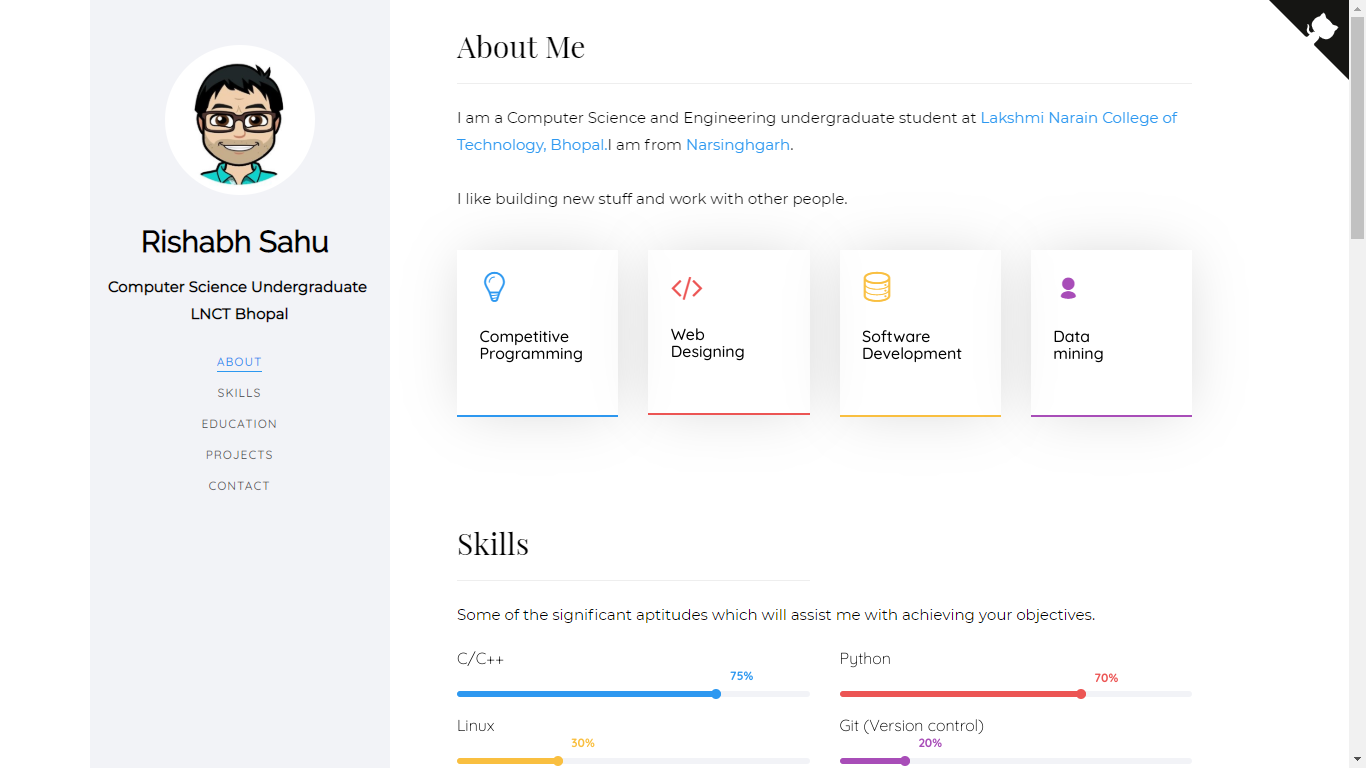 Rishabh Sahu
Computer Science Undergraduate
LNCT Bhopal
ABOUT
SKILLS
EDUCATION
PROJECTS
CONTACT
About Me
I am a Computer Science and Engineering undergraduate student at Lakshmi Narain College of
Technology, Bhopal.I am from Narsinghgarh.
I like building new stuff and work with other people.
Competitive
Programming
Web
Designing
Software
Development
Data
mining
Skills
Some of the significant aptitudes which will assist me with achieving your objectives.
C/C++
75%
Python
70%
Linux
30%
Git (Version control)
20%